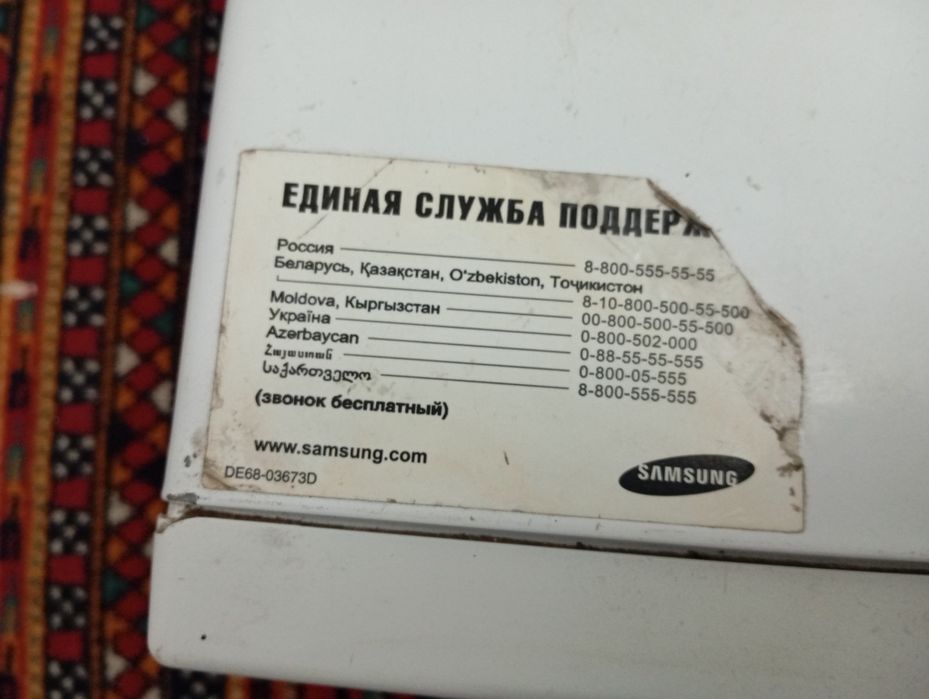 ЕДИНАЯ СЛУЖБА
Россия 8-800-555-55-55
Беларусь, Қазақстан, O'zbekiston, Тоҷикистон
8-10-800-500-55-500
Moldova, Кыргызстан 00-800-500-55-500
Україна 0-800-502-000
Azərbaycan 0-88-55-55-555
Հայաստան 0-800-05-555
საქართველო 8-800-555-555
(звонок бесплатный)
www.samsung.com
DE68-03673D
SAMSUNG